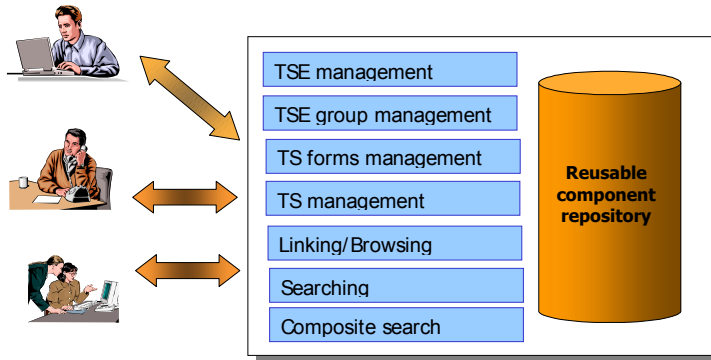 TSE management
TSE group management
TS forms management
TS management
Linking/Browsing
Searching
Composite search
Reusable
component
repository